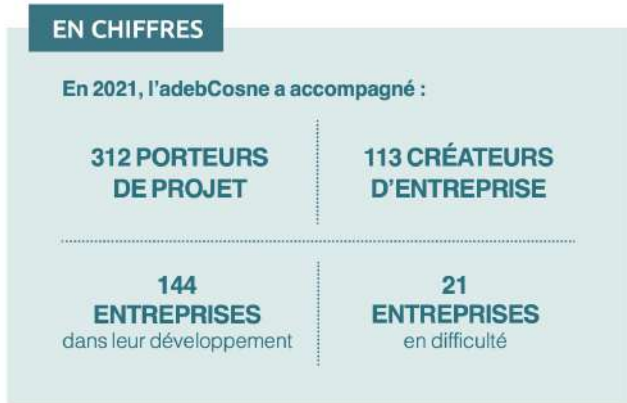 EN CHIFFRES
En 2021, l'adebCosne a accompagné :
312 PORTEURS
DE PROJET
113 CRÉATEURS
D'ENTREPRISE
144
ENTREPRISES
dans leur développement
21
ENTREPRISES
en difficulté